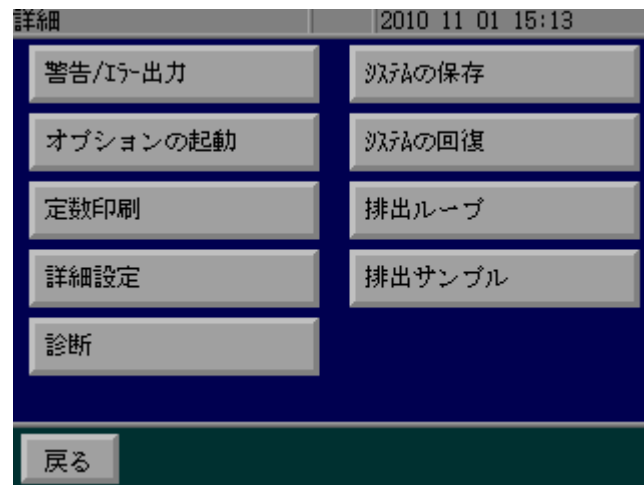 詳細 2010 11 01 15:13
警告/ｴﾗｰ出力
ｼｽﾃﾑの保存
オプションの起動
ｼｽﾃﾑの回復
定数印刷
排出ループ
詳細設定
排出サンプル
診断
戻る